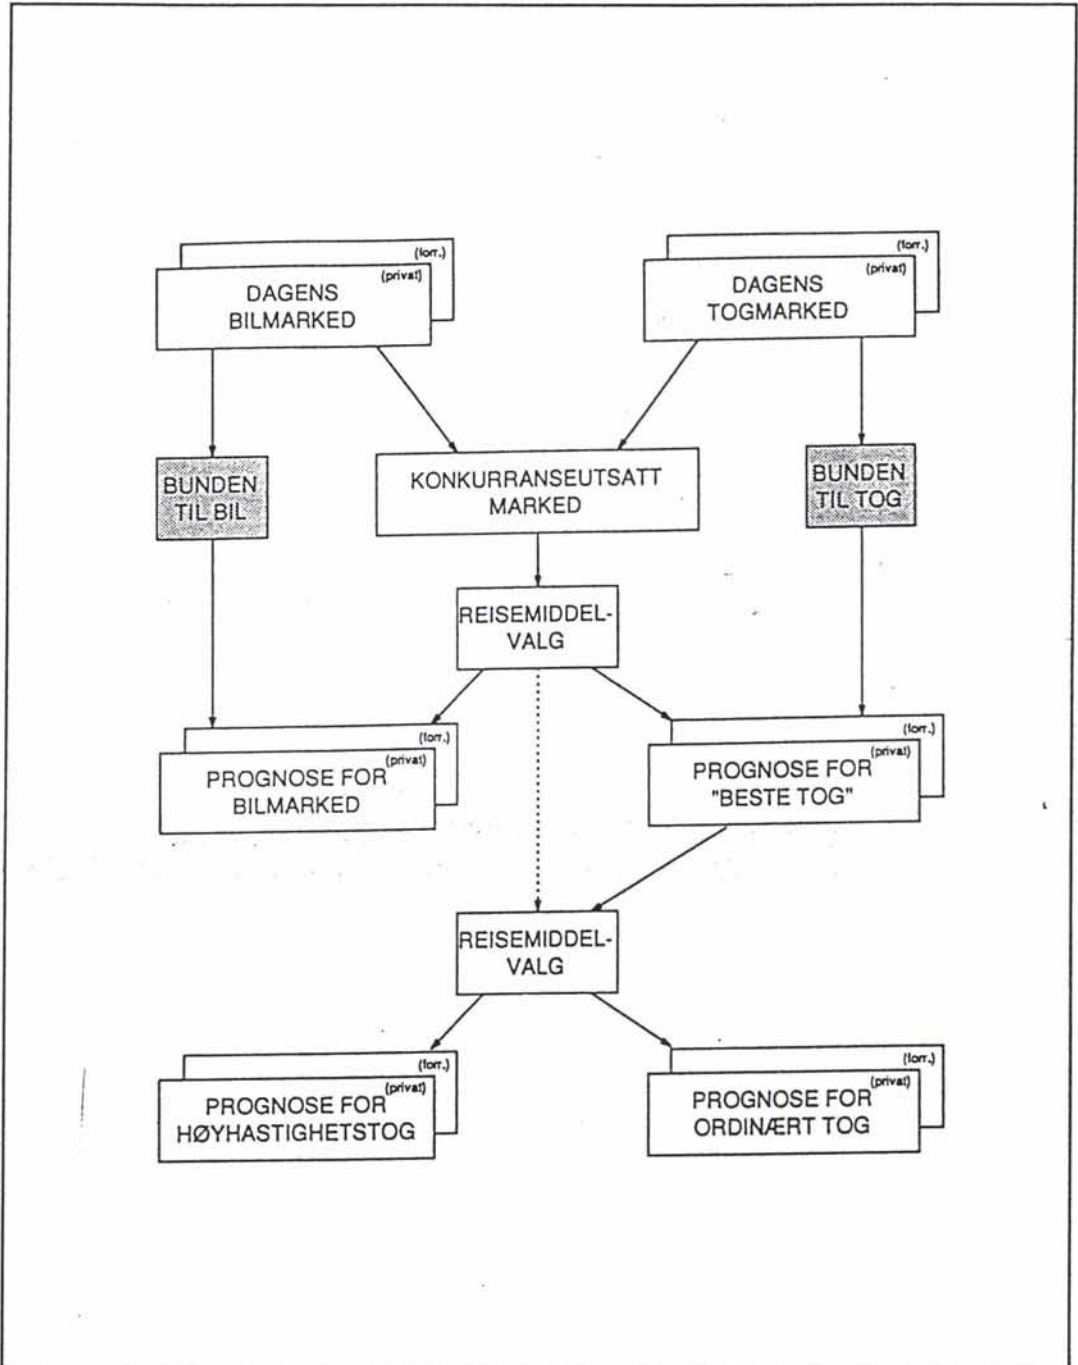 (forr.)
(privat)
DAGENS
BILMARKED
(forr.)
(privat)
DAGENS
TOGMARKED
BUNDEN
TIL BIL
KONKURRANSEUTSATT
MARKED
BUNDEN
TIL TOG
REISEMIDDEL-
VALG
(forr.)
(privat)
PROGNOSE FOR
BILMARKED
(forr.)
(privat)
PROGNOSE FOR
"BESTE TOG"
REISEMIDDEL-
VALG
(forr.)
(privat)
PROGNOSE FOR
HØYHASTIGHETSTOG
(forr.)
(privat)
PROGNOSE FOR
ORDINÆRT TOG